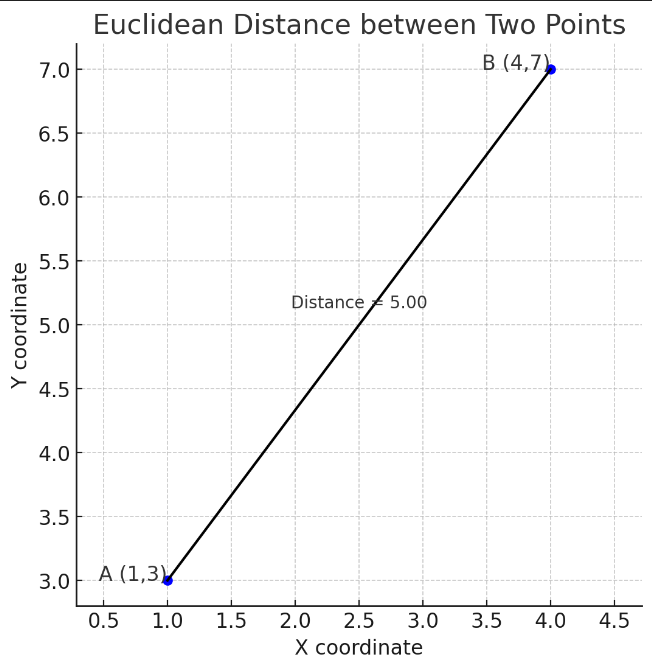 Euclidean Distance between Two Points
B (4,7)
7.0
6.5
6.0
5.5
Distance = 5.00
5.0
Y coordinate
4.5
4.0
3.5
A (1,3)
3.0
0.5 1.0 1.5 2.0 2.5 3.0 3.5 4.0 4.5
X coordinate